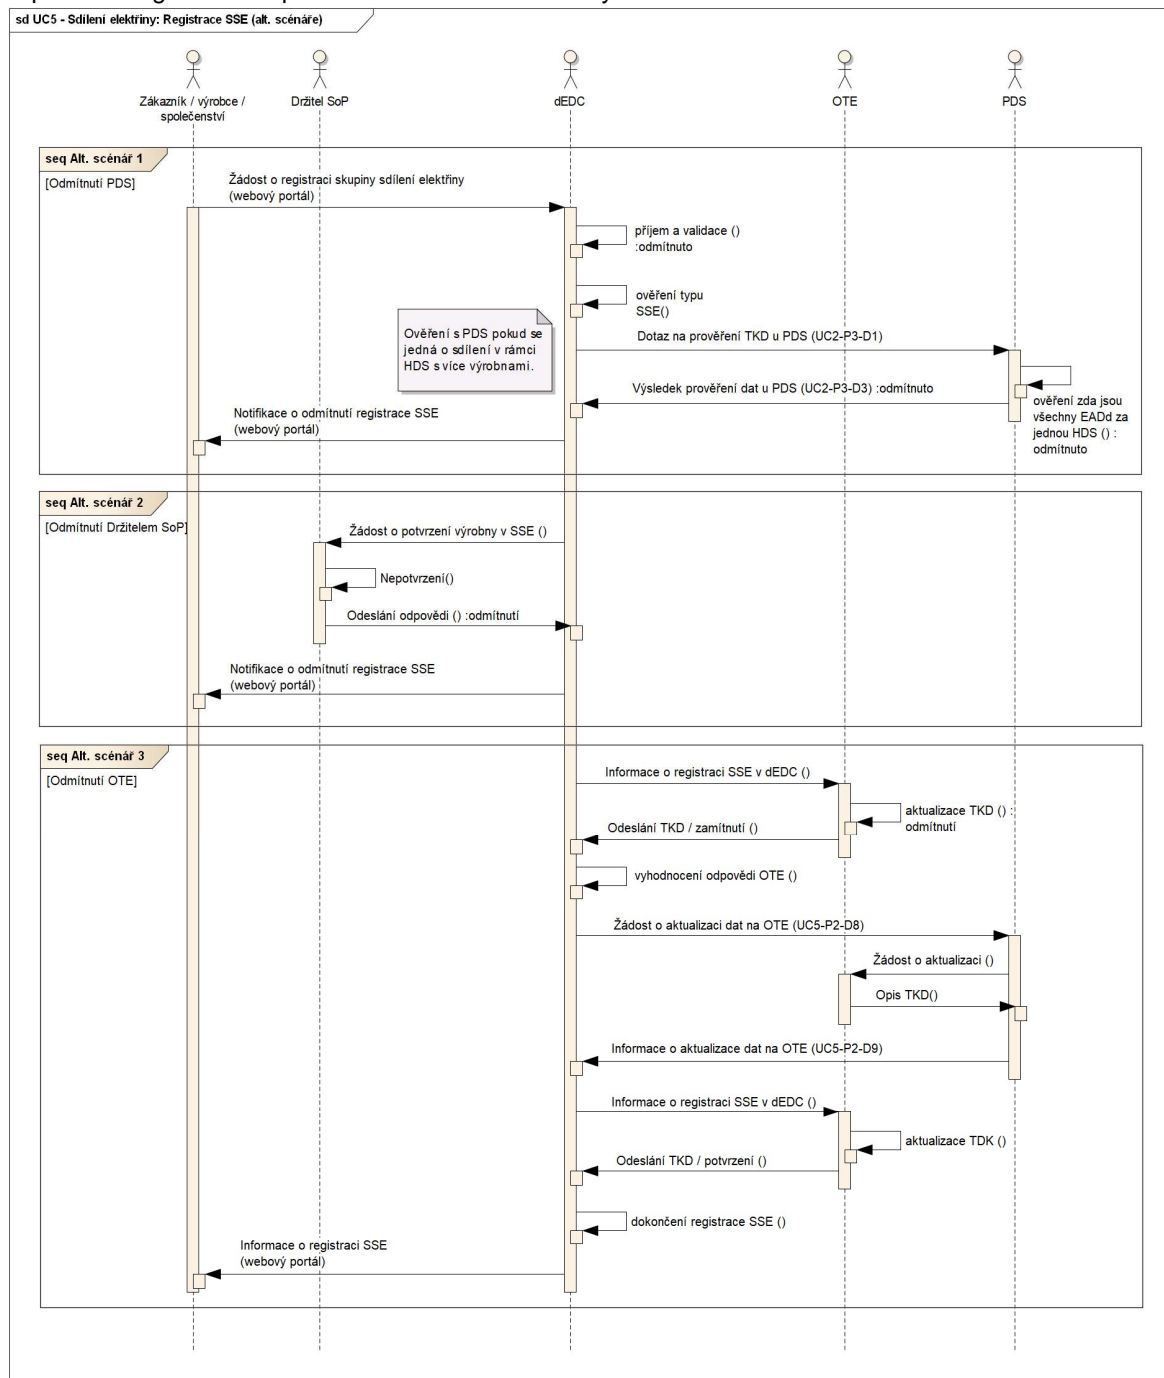 sd UC5 - Sdílení elektřiny: Registrace SSE (alt. scénáře)
Zákazník / výrobce /
společenství
Držitel SoP
dEDC
OTE
PDS
seq Alt. scénář 1
[Odmítnutí PDS]
Žádost o registraci skupiny sdílení elektřiny
(webový portál)
příjem a validace ()
:odmítnuto
ověření typu
SSE()
Ověření s PDS pokud se
jedná o sdílení v rámci
HDS s více výrobnami.
Dotaz na prověření TKD u PDS (UC2-P3-D1)
Výsledek prověření dat u PDS (UC2-P3-D3) :odmítnuto
ověření zda jsou
všechny EADd za
jednou HDS () :
odmítnuto
Notifikace o odmítnutí registrace SSE
(webový portál)
seq Alt. scénář 2
[Odmítnutí Držitelem SoP]
Žádost o potvrzení výrobny v SSE ()
Nepotvrzení()
Odeslání odpovědi () :odmítnutí
Notifikace o odmítnutí registrace SSE
(webový portál)
seq Alt. scénář 3
[Odmítnutí OTE]
Informace o registraci SSE v dEDC ()
aktualizace TKD () :
odmítnutí
Odeslání TKD / zamítnutí ()
vyhodnocení odpovědi OTE ()
Žádost o aktualizaci dat na OTE (UC5-P2-D8)
Žádost o aktualizaci ()
Opis TKD()
Informace o aktualizace dat na OTE (UC5-P2-D9)
Informace o registraci SSE v dEDC ()
aktualizace TDK ()
Odeslání TKD / potvrzení ()
dokončení registrace SSE ()
Informace o registraci SSE
(webový portál)